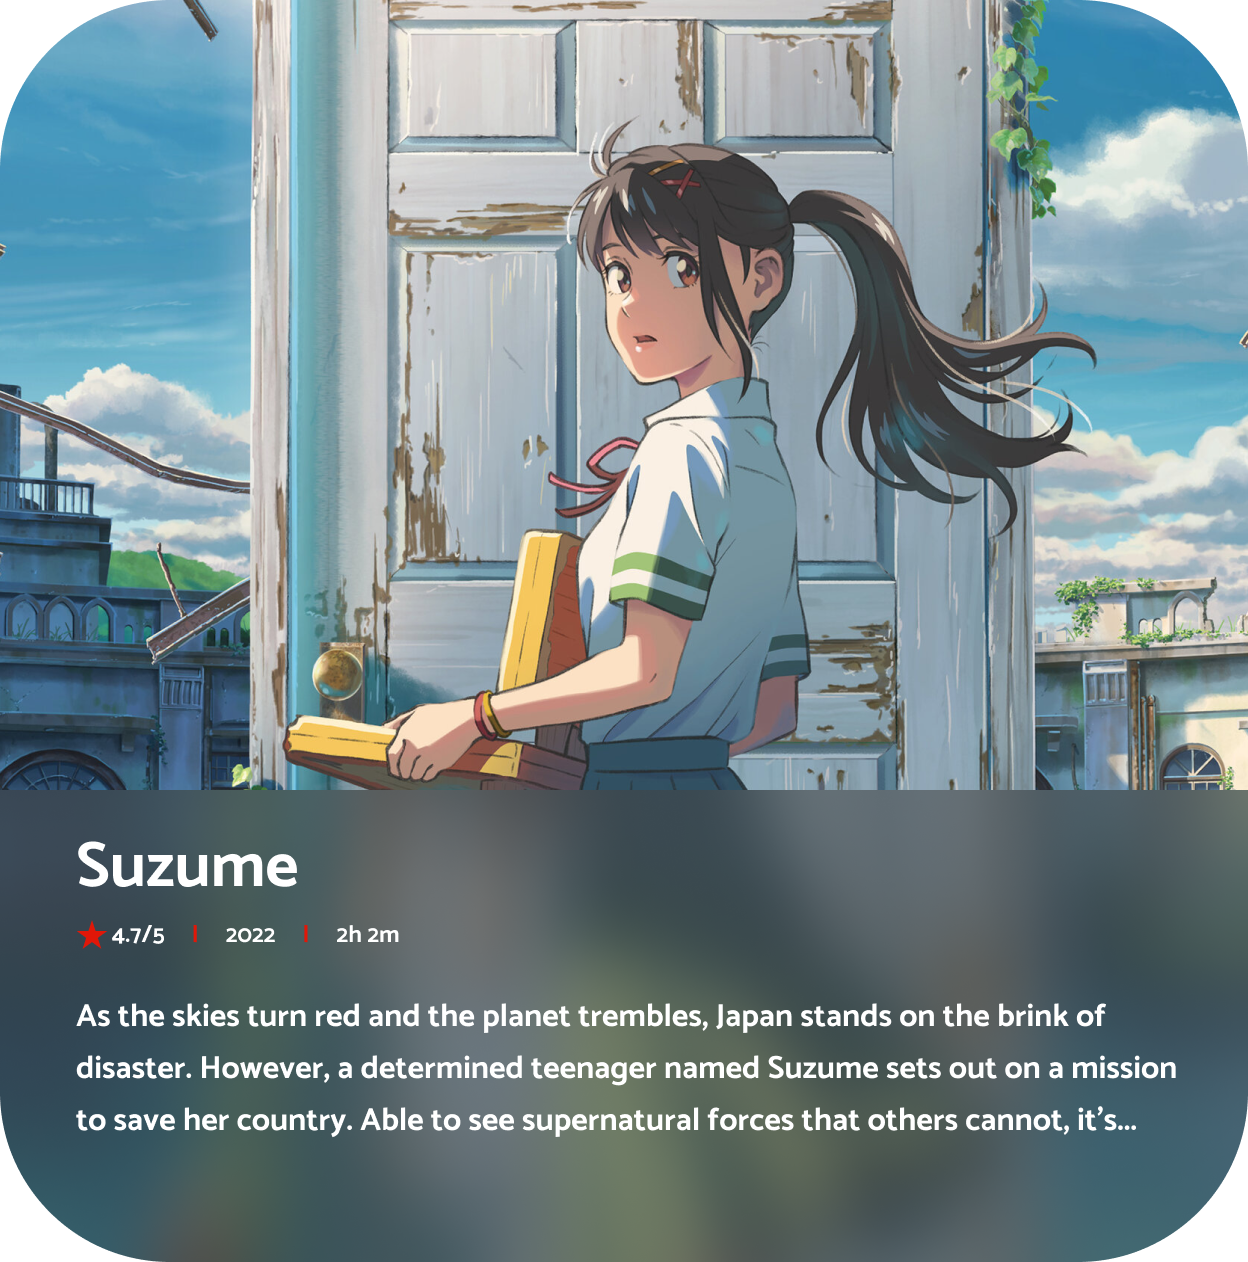 Suzume
4.7/5 2022 2h 2m
As the skies turn red and the planet trembles, Japan stands on the brink of
disaster. However, a determined teenager named Suzume sets out on a mission
to save her country. Able to see supernatural forces that others cannot, it’s...